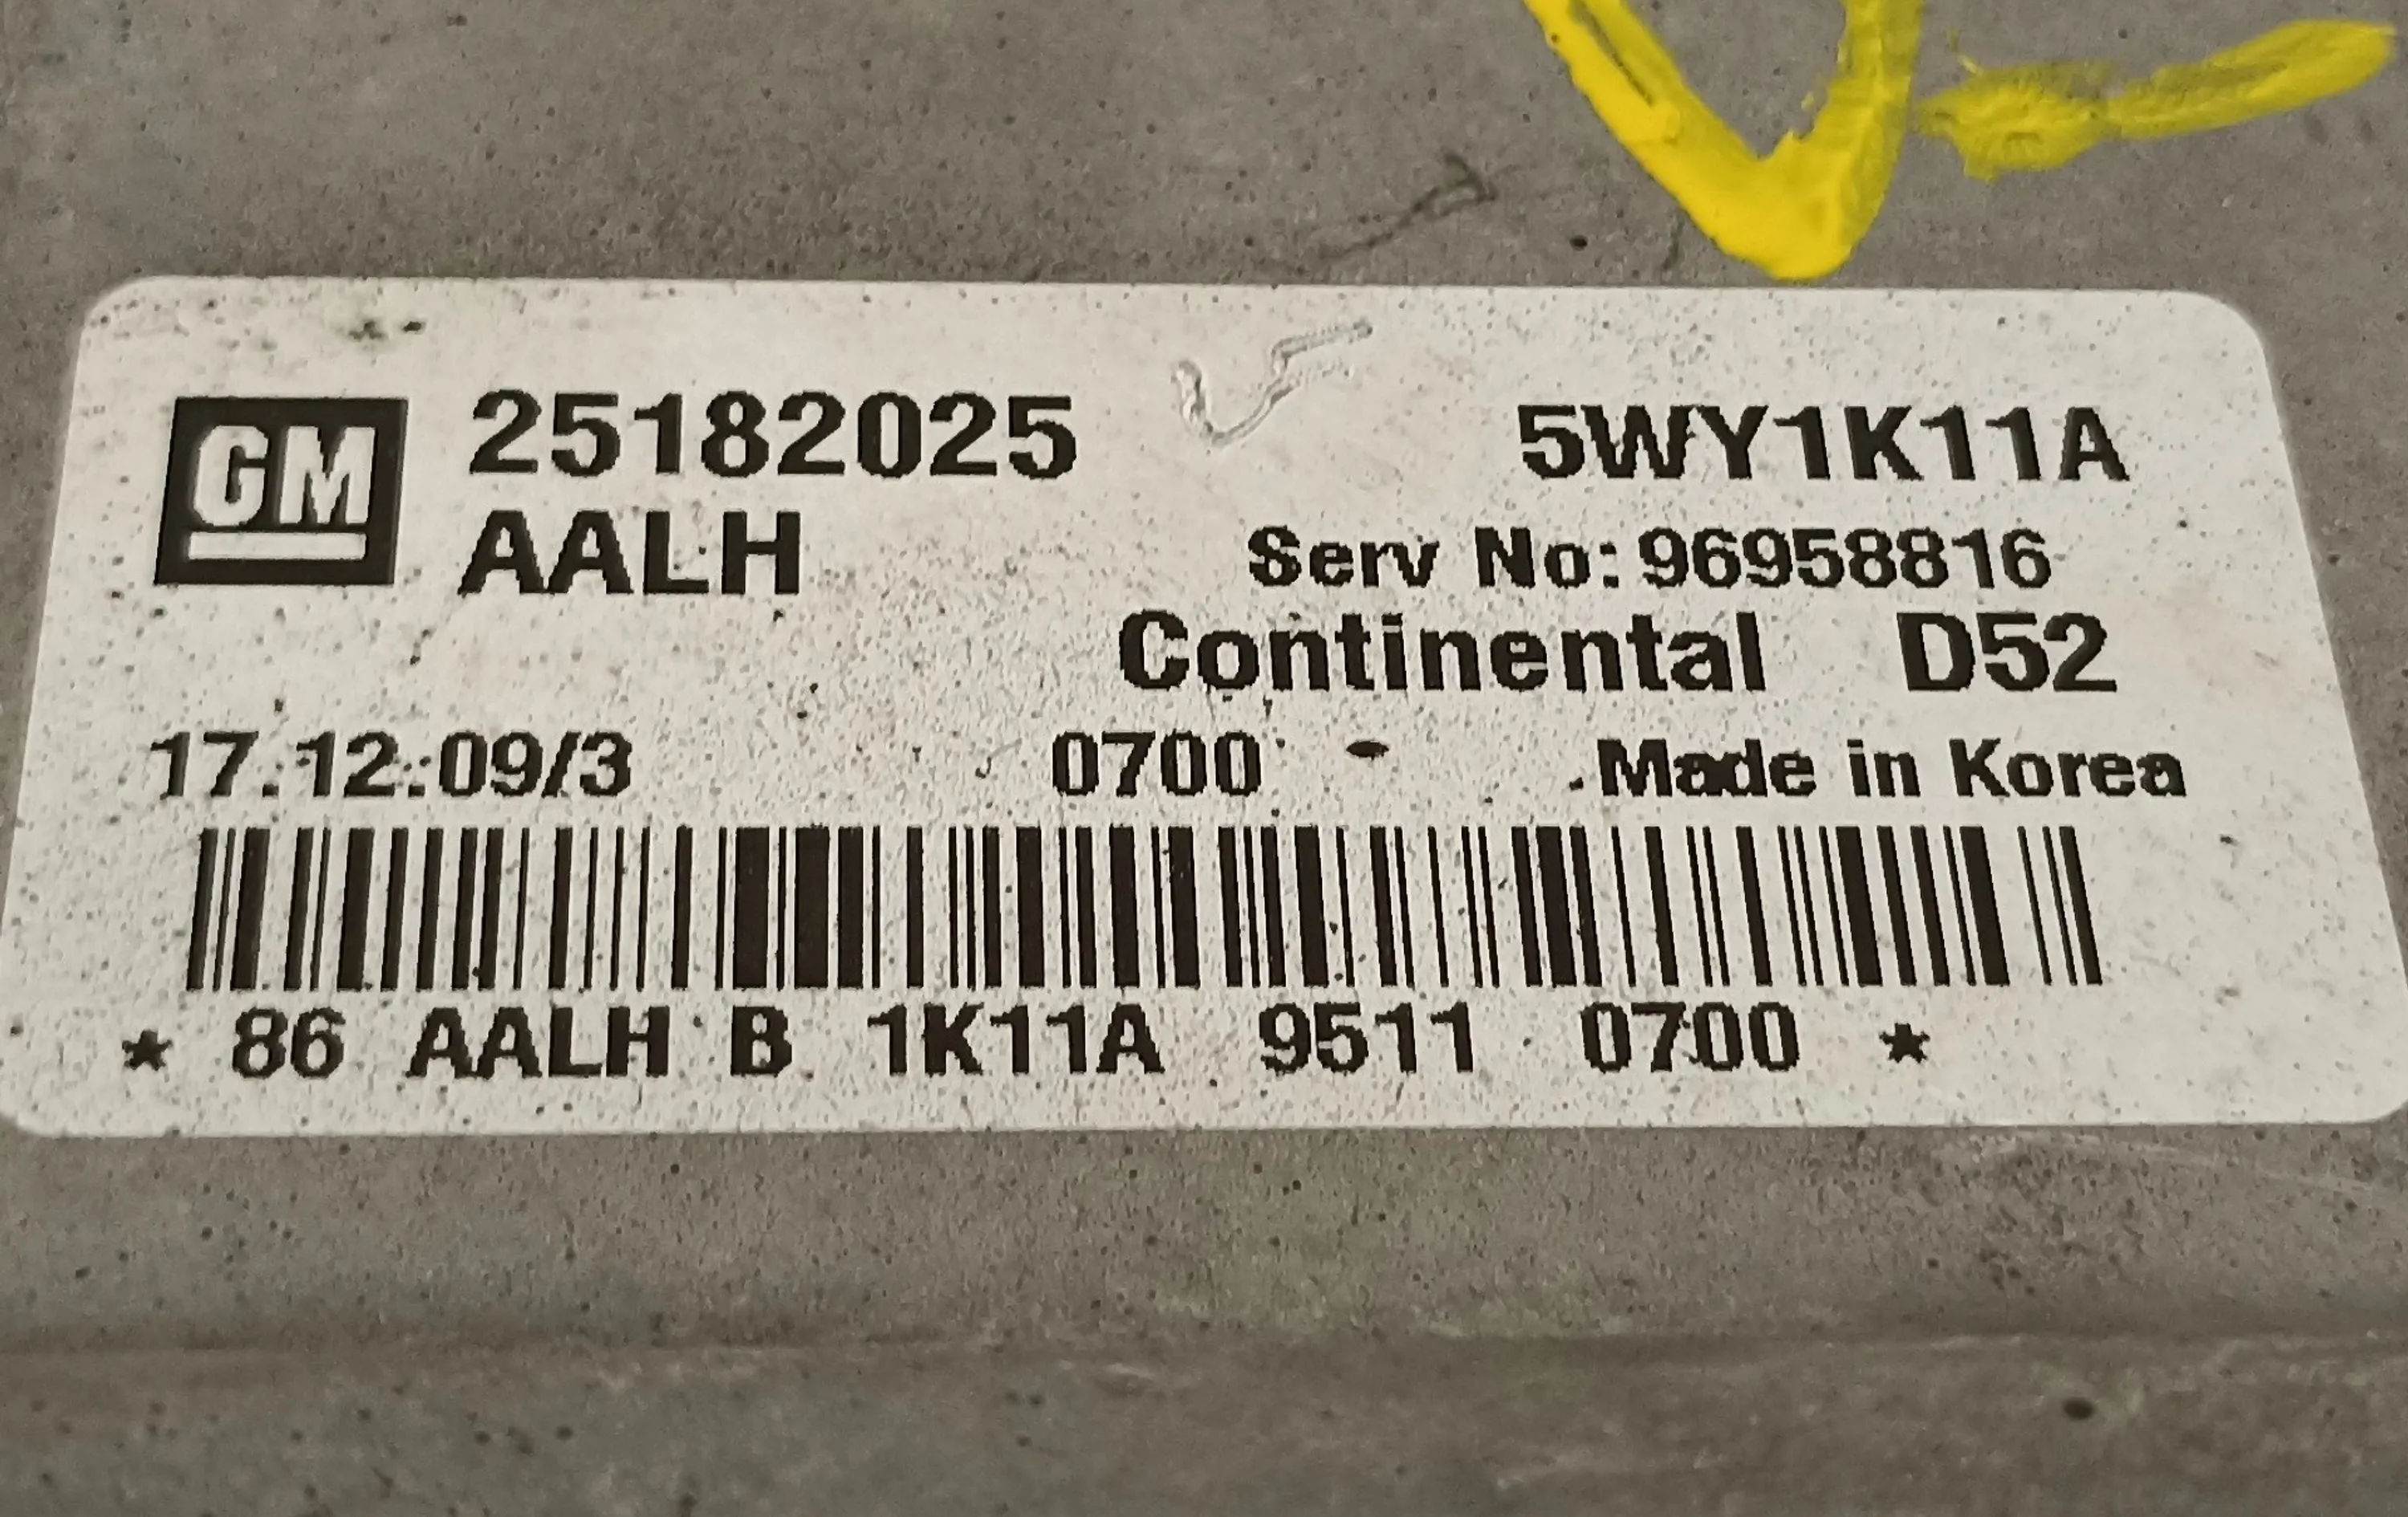 GM 25182025 5WY1K11A
AALH Serv No: 96958816
Continental D52
17.12.09/3 0700 Made in Korea
* 86 AALH B 1K11A 9511 0700 *